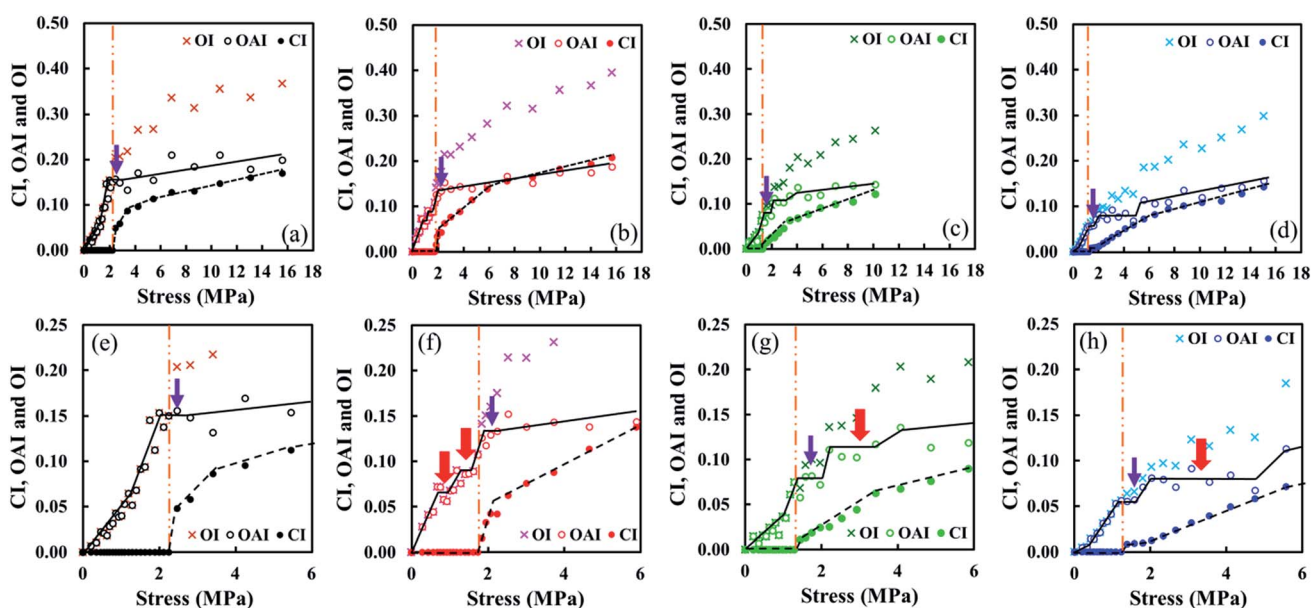 CI, OAI and OI
0.50
0.40
0.30
0.20
0.10
0.00
OI OAI CI
(a)
0 2 4 6 8 10 12 14 16 18
Stress (MPa)
CI, OAI and OI
0.50
0.40
0.30
0.20
0.10
0.00
OI OAI CI
(b)
0 2 4 6 8 10 12 14 16 18
Stress (MPa)
CI, OAI and OI
0.50
0.40
0.30
0.20
0.10
0.00
OI OAI CI
(c)
0 2 4 6 8 10 12 14 16 18
Stress (MPa)
CI, OAI and OI
0.50
0.40
0.30
0.20
0.10
0.00
OI OAI CI
(d)
0 2 4 6 8 10 12 14 16 18
Stress (MPa)
CI, OAI and OI
0.25
0.20
0.15
0.10
0.05
0.00
(e)
OI OAI CI
0 2 4 6
Stress (MPa)
CI, OAI and OI
0.25
0.20
0.15
0.10
0.05
0.00
(f)
OI OAI CI
0 2 4 6
Stress (MPa)
CI, OAI and OI
0.25
0.20
0.15
0.10
0.05
0.00
(g)
OI OAI CI
0 2 4 6
Stress (MPa)
CI, OAI and OI
0.25
0.20
0.15
0.10
0.05
0.00
(h)
OI OAI CI
0 2 4 6
Stress (MPa)